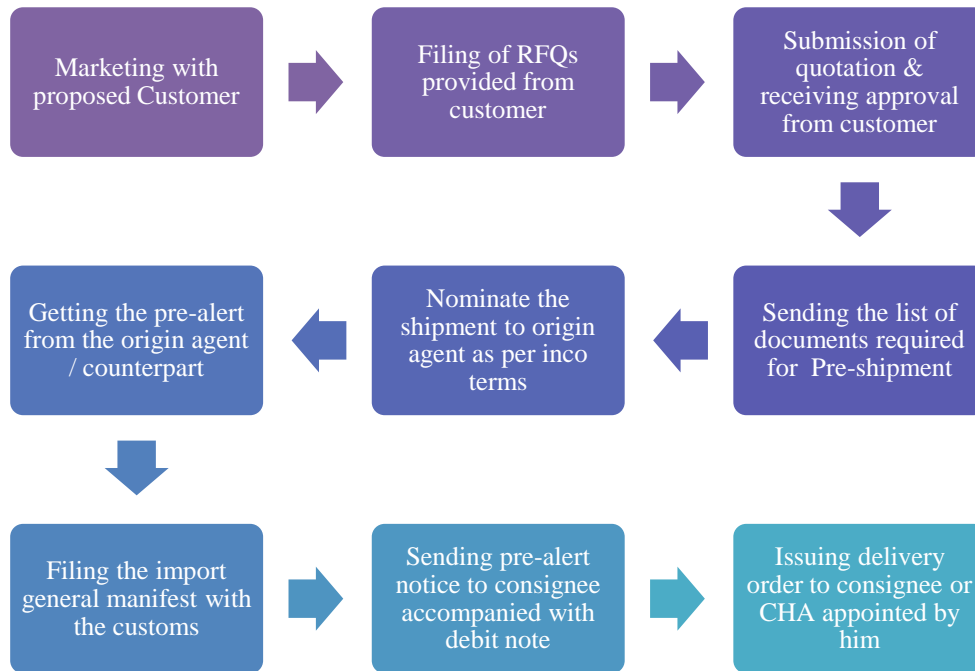 Marketing with
proposed Customer
Filing of RFQs
provided from
customer
Submission of
quotation &
receiving approval
from customer
Sending the list of
documents required
for Pre-shipment
Nominate the
shipment to origin
agent as per inco
terms
Getting the pre-alert
from the origin agent
/ counterpart
Filing the import
general manifest with
the customs
Sending pre-alert
notice to consignee
accompanied with
debit note
Issuing delivery
order to consignee or
CHA appointed by
him